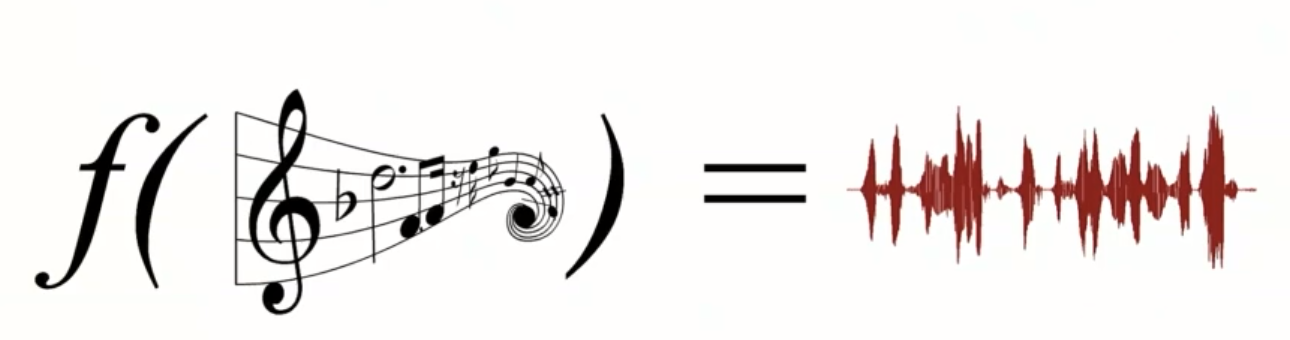 f( ) =